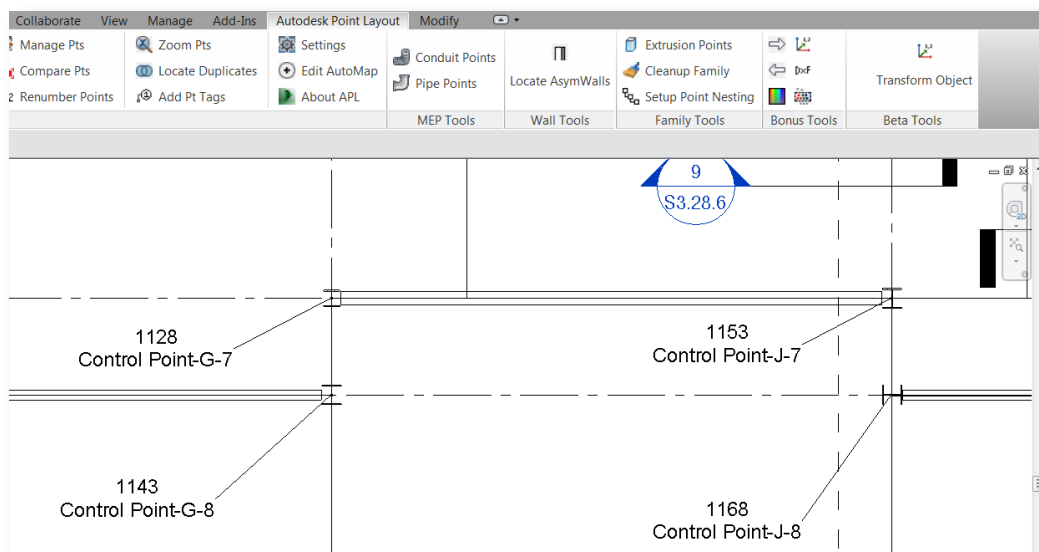 Collaborate View Manage Add-Ins Autodesk Point Layout Modify
Manage Pts Zoom Pts Settings Conduit Points Extrusion Points
Compare Pts Locate Duplicates Edit AutoMap Locate AsymWalls Cleanup Family DXF Transform Object
Renumber Points Add Pt Tags About APL Pipe Points Setup Point Nesting
MEP Tools Wall Tools Family Tools Bonus Tools Beta Tools
9
S3.28.6
2D
1128
Control Point-G-7
1153
Control Point-J-7
1143
Control Point-G-8
1168
Control Point-J-8